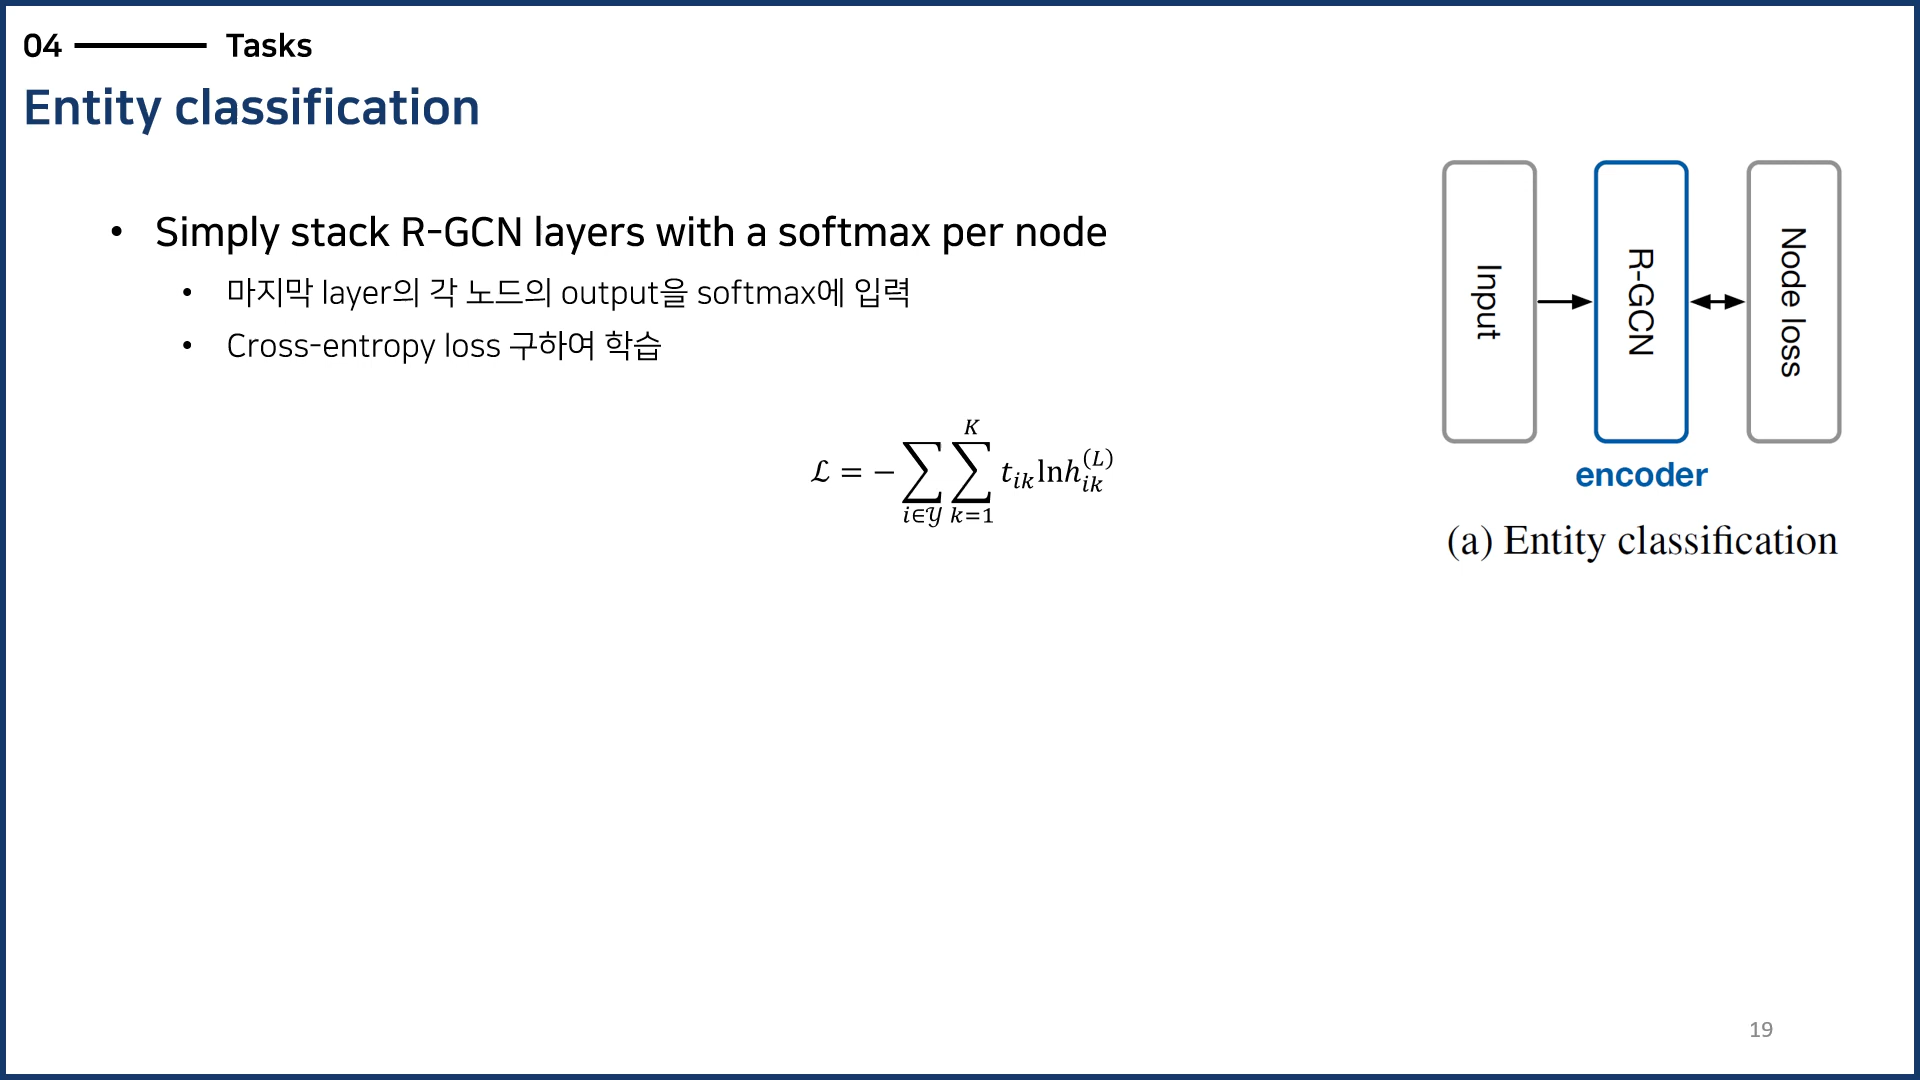 04 Tasks
Entity classification
• Simply stack R-GCN layers with a softmax per node
• 마지막 layer의 각 노드의 output을 softmax에 입력
• Cross-entropy loss 구하여 학습
ℒ = −∑_{i∈𝒴} ∑_{k=1}^{K} t_{ik} ln h_{ik}^{(L)}
Input
R-GCN
Node loss
encoder
(a) Entity classification
19